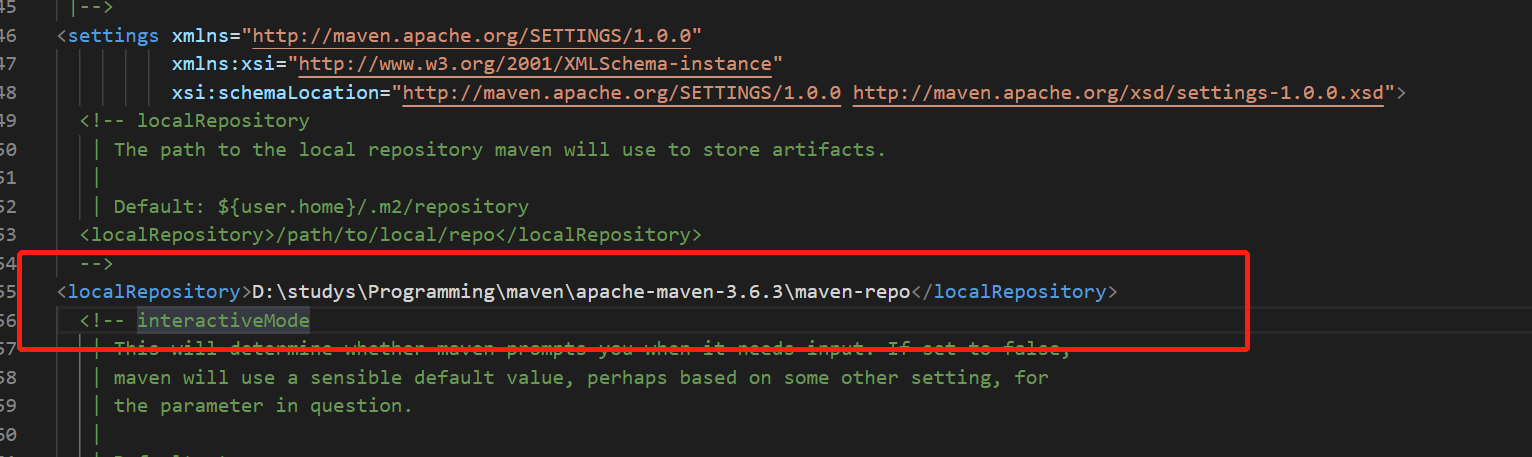 45 |-->
46 <settings xmlns="http://maven.apache.org/SETTINGS/1.0.0"
47 xmlns:xsi="http://www.w3.org/2001/XMLSchema-instance"
48 xsi:schemaLocation="http://maven.apache.org/SETTINGS/1.0.0 http://maven.apache.org/xsd/settings-1.0.0.xsd">
49 <!-- localRepository
50 | The path to the local repository maven will use to store artifacts.
51 |
52 | Default: ${user.home}/.m2/repository
53 <localRepository>/path/to/local/repo</localRepository>
54 -->
55 <localRepository>D:\studys\Programming\maven\apache-maven-3.6.3\maven-repo</localRepository>
56 <!-- interactiveMode
57 | This will determine whether maven prompts you when it needs input. If set to false,
58 | maven will use a sensible default value, perhaps based on some other setting, for
59 | the parameter in question.
60 |